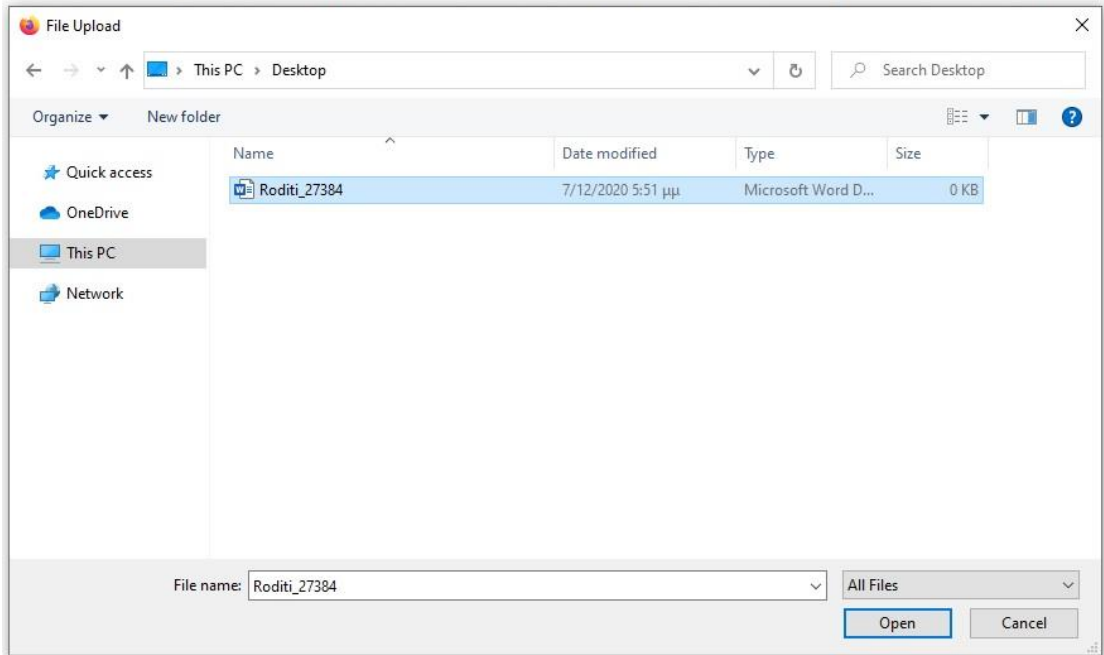 File Upload
This PC > Desktop
Search Desktop
Organize
New folder
Name Date modified Type Size
Quick access
Roditi_27384 7/12/2020 5:51 μμ Microsoft Word D... 0 KB
OneDrive
This PC
Network
File name: Roditi_27384 All Files
Open Cancel